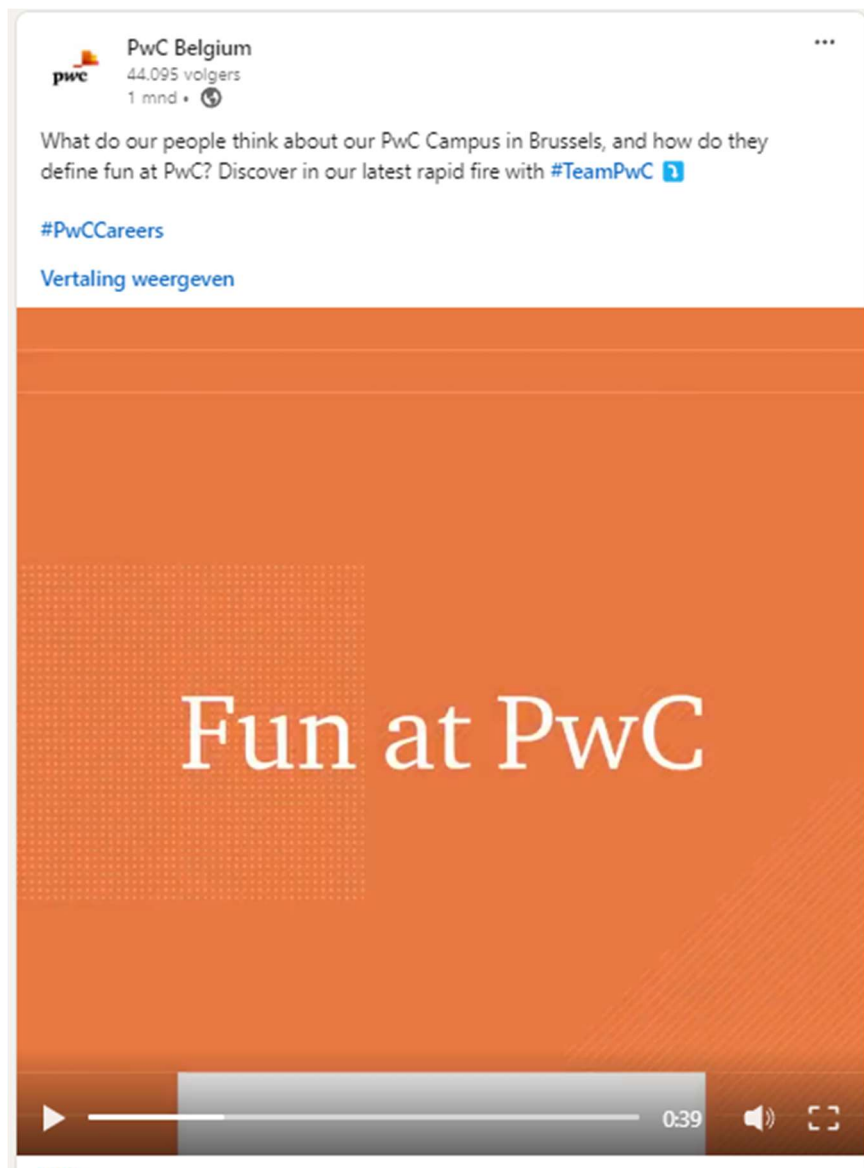 pwc
PwC Belgium
44.095 volgers
1 mnd •
What do our people think about our PwC Campus in Brussels, and how do they
define fun at PwC? Discover in our latest rapid fire with #TeamPwC ⤵️
#PwCCareers
Vertaling weergeven
Fun at PwC
0:39